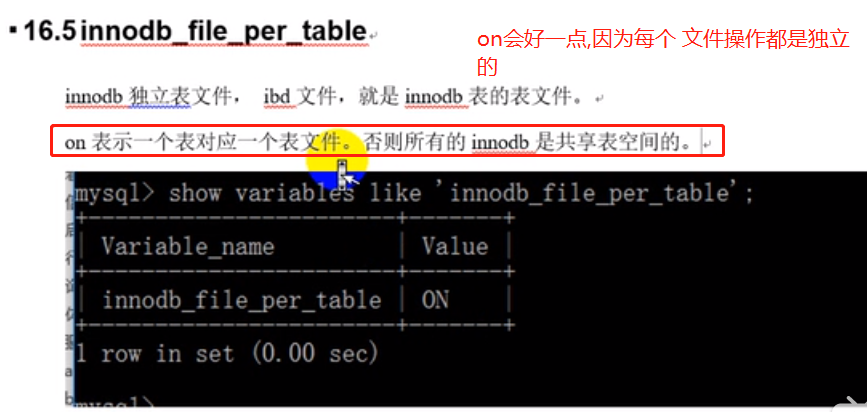 ▪ 16.5innodb_file_per_table
on会好一点,因为每个 文件操作都是独立
的
innodb 独立表文件， ibd 文件，就是 innodb 表的表文件。
on 表示一个表对应一个表文件。否则所有的 innodb 是共享表空间的。
mysql> show variables like 'innodb_file_per_table';
+-----------------------+-------+
| Variable_name | Value |
+-----------------------+-------+
| innodb_file_per_table | ON |
+-----------------------+-------+
1 row in set (0.00 sec)
mysql>